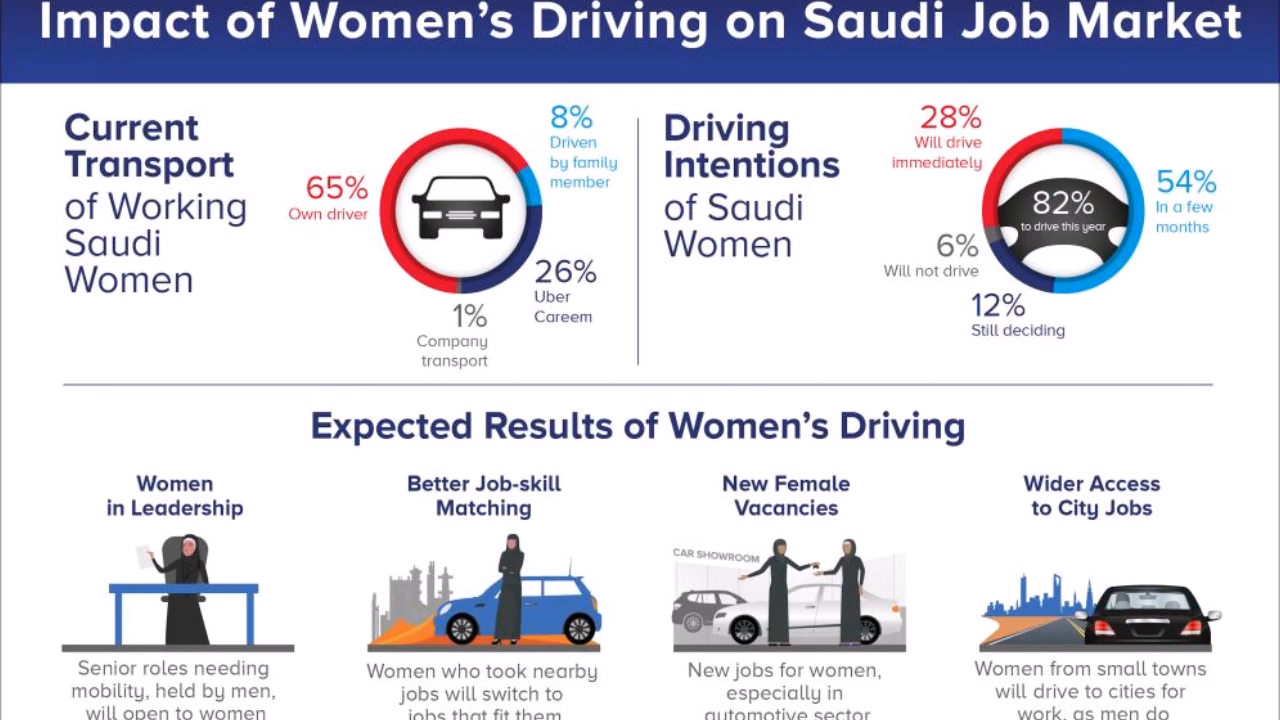 Impact of Women's Driving on Saudi Job Market
Current
Transport
of Working
Saudi
Women
65%
Own driver
8%
Driven
by family
member
26%
Uber
Careem
1%
Company
transport
Driving
Intentions
of Saudi
Women
28%
Will drive
immediately
82%
to drive this year
54%
In a few
months
6%
Will not drive
12%
Still deciding
Expected Results of Women's Driving
Women
in Leadership
Senior roles needing
mobility, held by men,
will open to women
Better Job-skill
Matching
Women who took nearby
jobs will switch to
jobs that fit them
New Female
Vacancies
CAR SHOWROOM
New jobs for women,
especially in
automotive sector
Wider Access
to City Jobs
Women from small towns
will drive to cities for
work, as men do